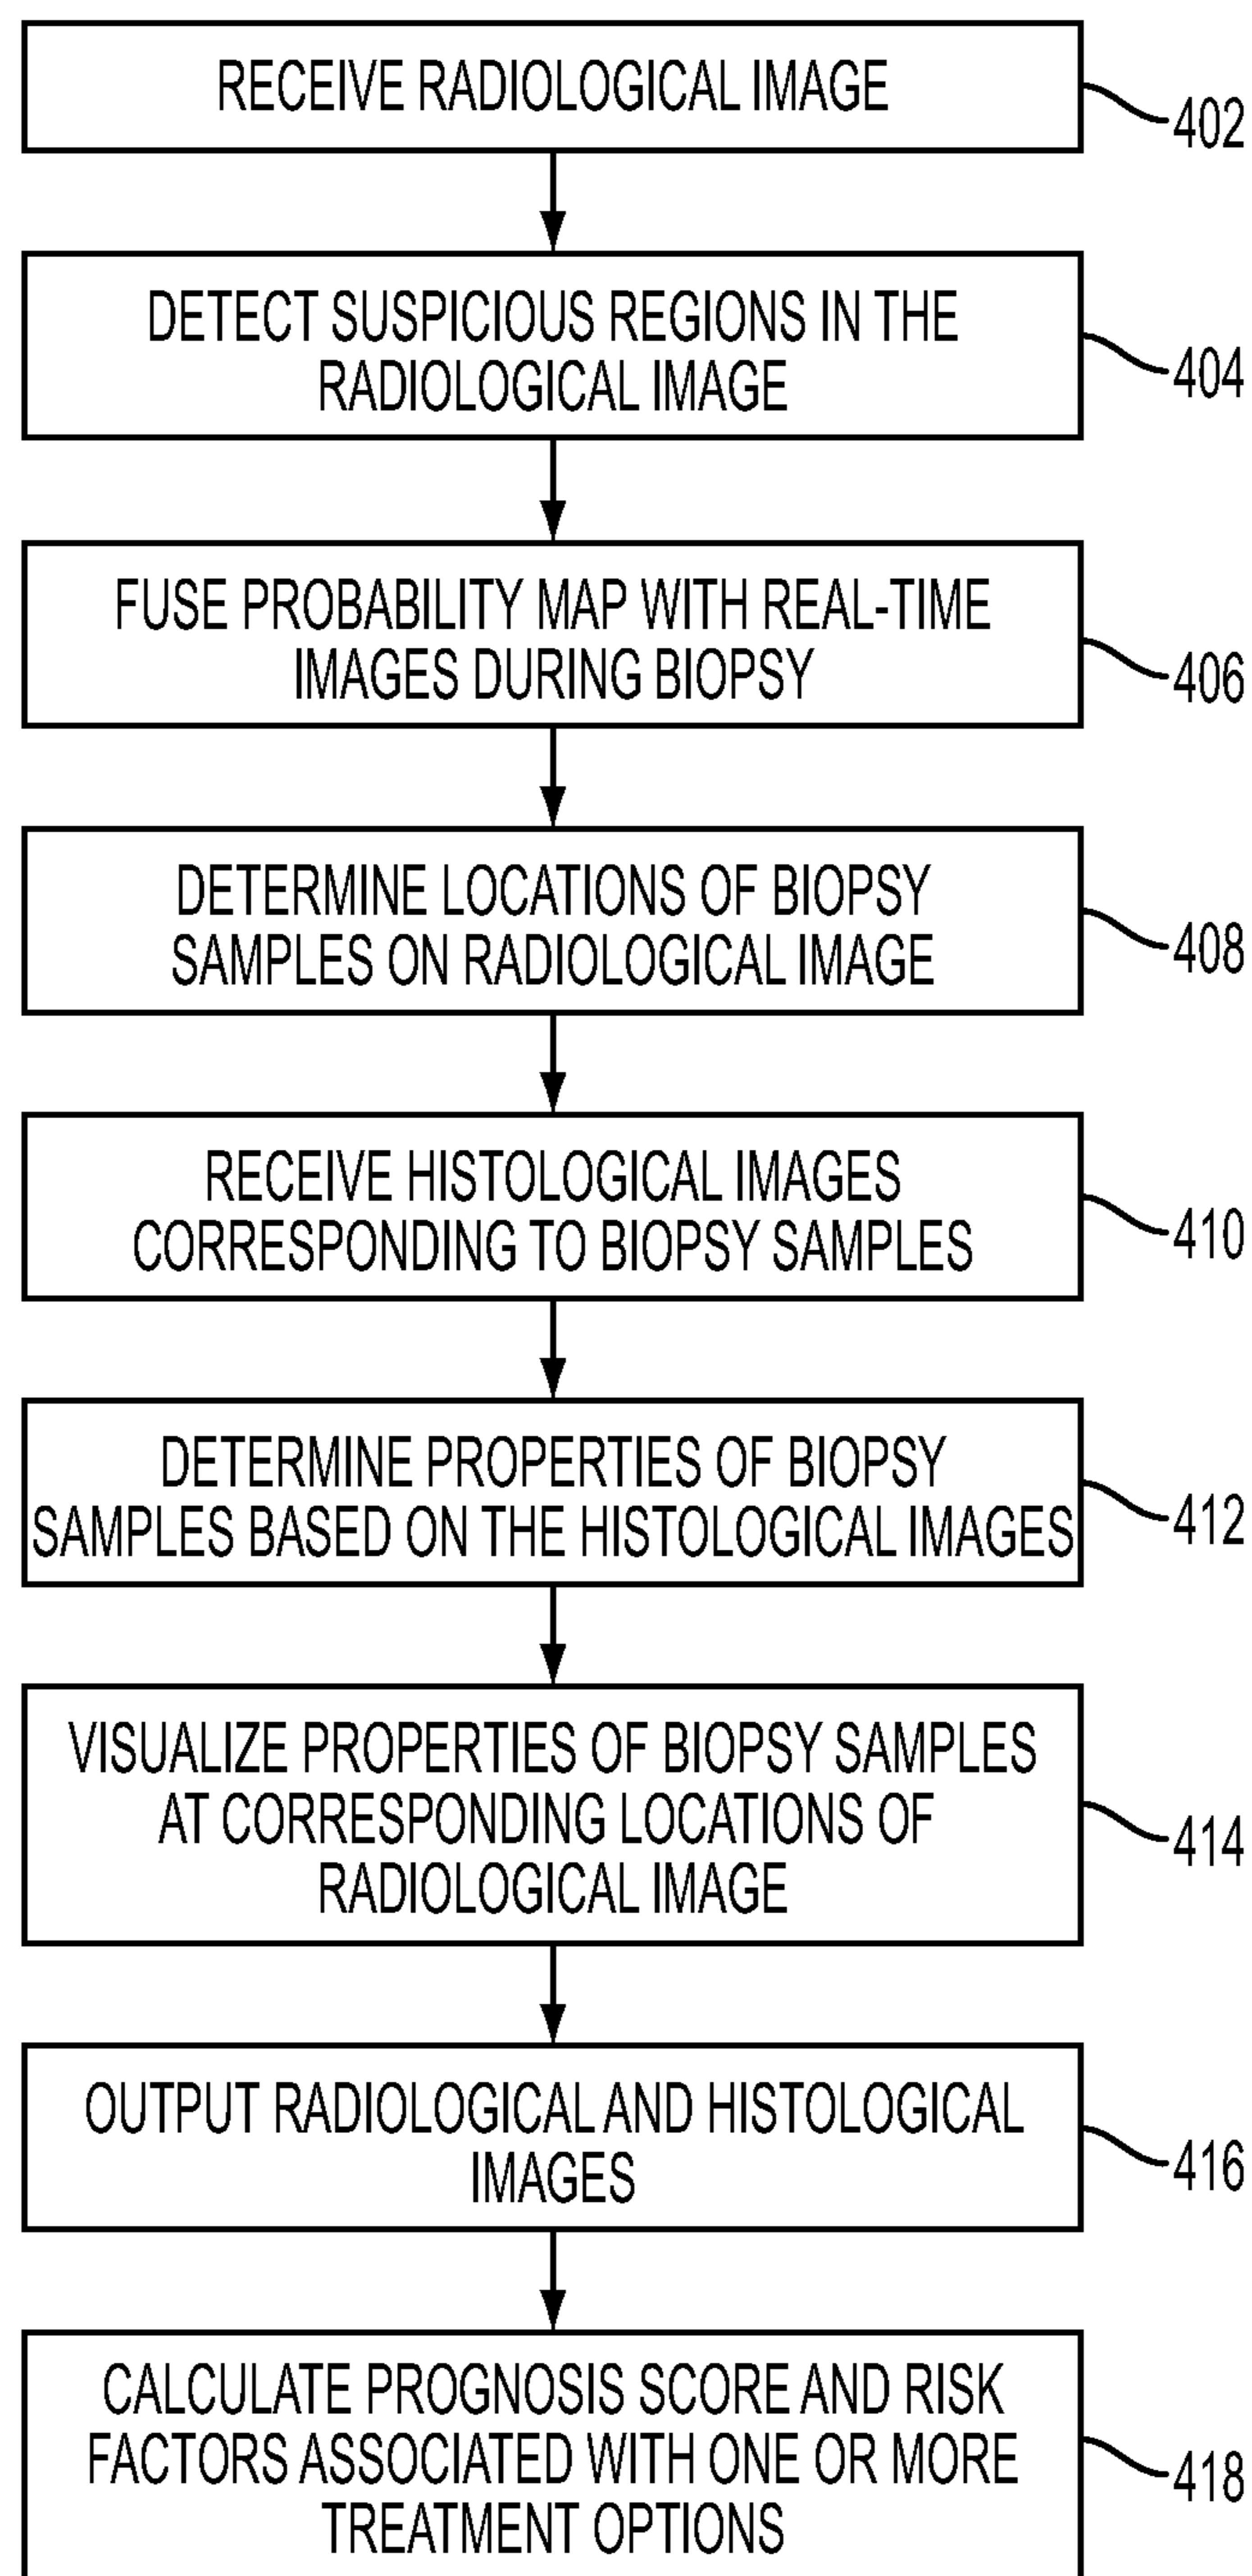 RECEIVE RADIOLOGICAL IMAGE
402
DETECT SUSPICIOUS REGIONS IN THE
RADIOLOGICAL IMAGE
404
FUSE PROBABILITY MAP WITH REAL-TIME
IMAGES DURING BIOPSY
406
DETERMINE LOCATIONS OF BIOPSY
SAMPLES ON RADIOLOGICAL IMAGE
408
RECEIVE HISTOLOGICAL IMAGES
CORRESPONDING TO BIOPSY SAMPLES
410
DETERMINE PROPERTIES OF BIOPSY
SAMPLES BASED ON THE HISTOLOGICAL IMAGES
412
VISUALIZE PROPERTIES OF BIOPSY SAMPLES
AT CORRESPONDING LOCATIONS OF
RADIOLOGICAL IMAGE
414
OUTPUT RADIOLOGICAL AND HISTOLOGICAL
IMAGES
416
CALCULATE PROGNOSIS SCORE AND RISK
FACTORS ASSOCIATED WITH ONE OR MORE
TREATMENT OPTIONS
418